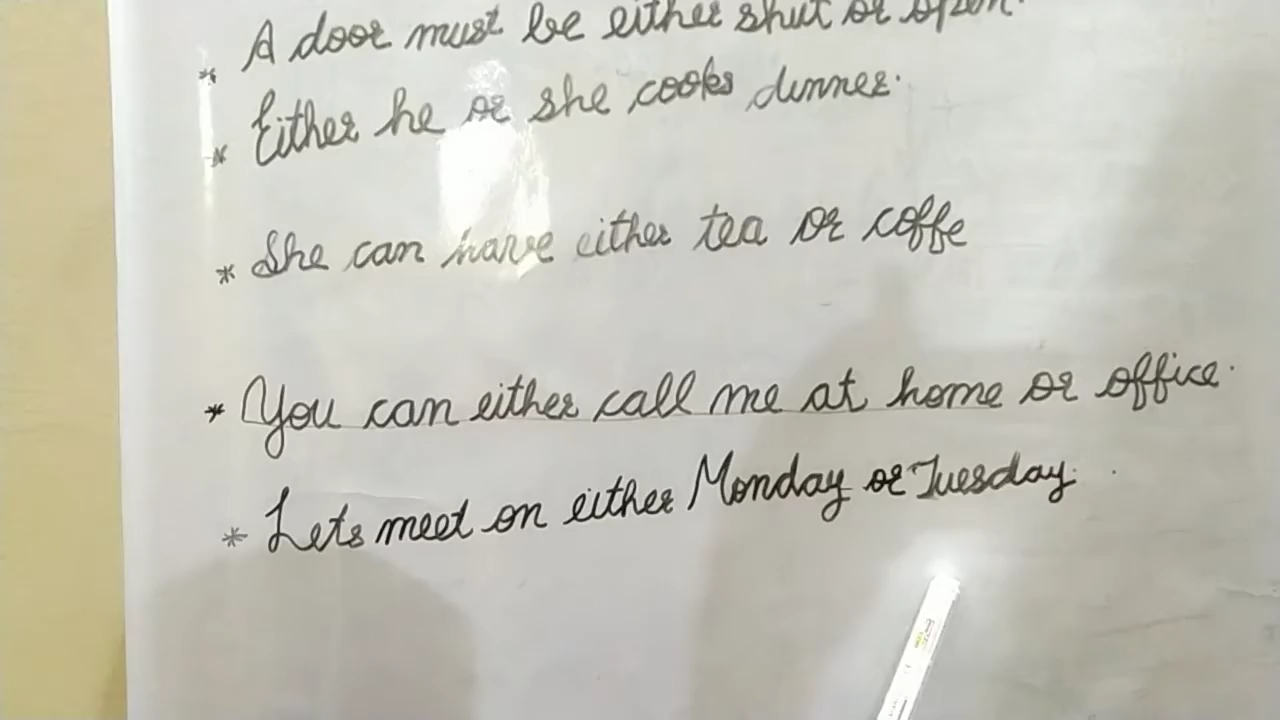 * A door must be either shut or open.
* Either he or she cooks dinner.
* She can have either tea or coffe
* You can either call me at home or office.
* Lets meet on either Monday or Tuesday.